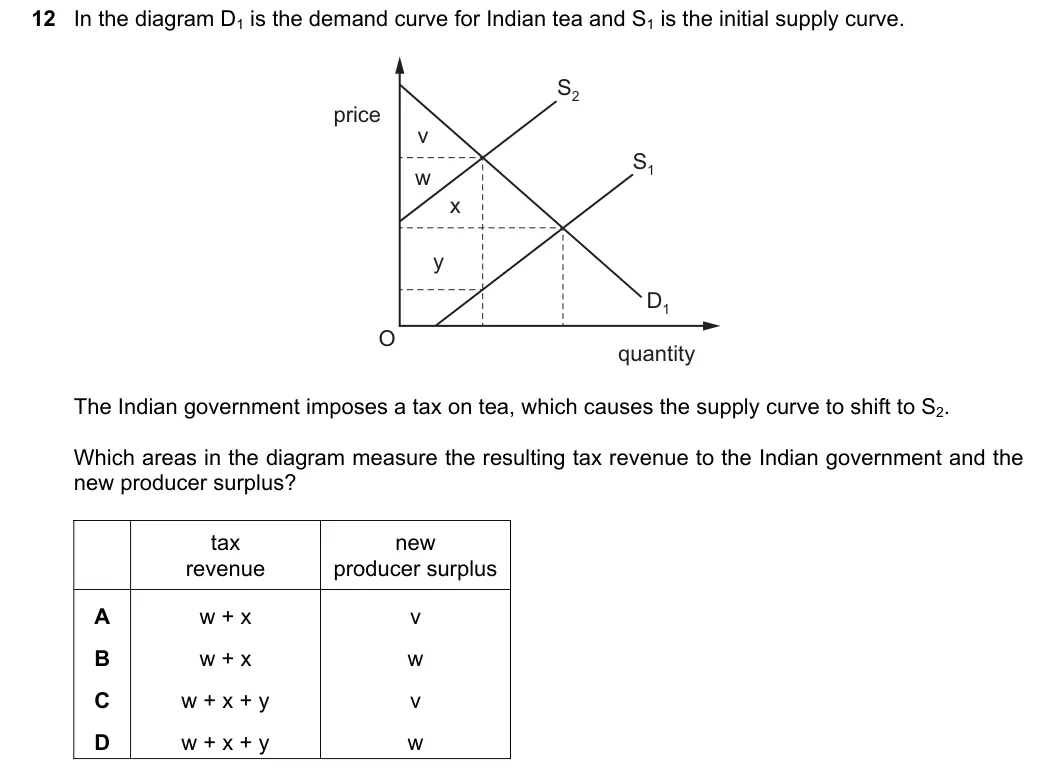 12 In the diagram D₁ is the demand curve for Indian tea and S₁ is the initial supply curve.
S₂
price
v
S₁
w
x
y
D₁
O
quantity
The Indian government imposes a tax on tea, which causes the supply curve to shift to S₂.
Which areas in the diagram measure the resulting tax revenue to the Indian government and the
new producer surplus?
tax new
revenue producer surplus
A w + x v
B w + x w
C w + x + y v
D w + x + y w